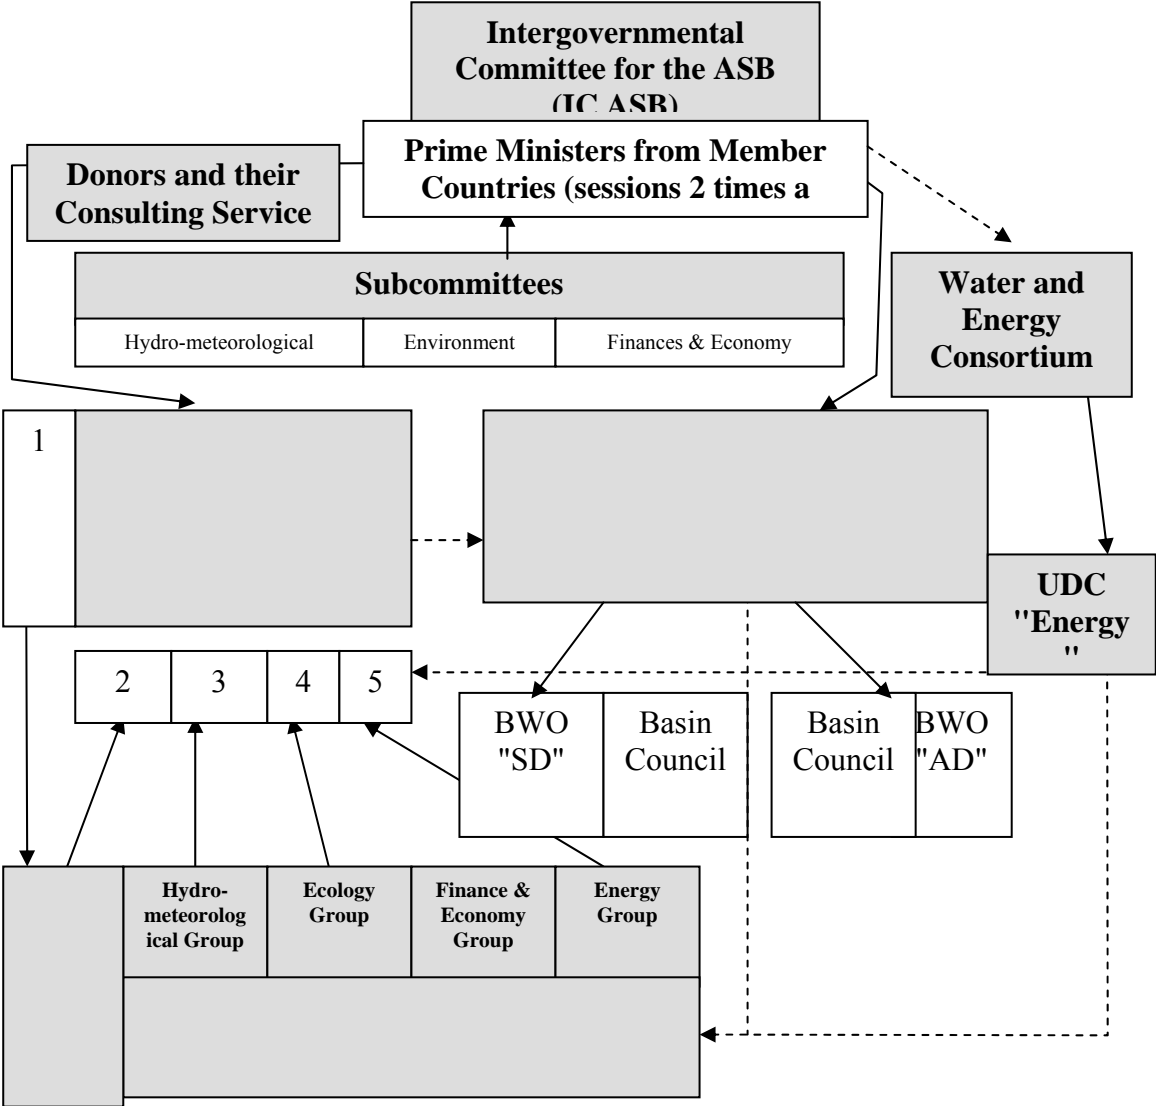 Intergovernmental
Committee for the ASB
(IC ASB)
Prime Ministers from Member
Countries (sessions 2 times a
Donors and their
Consulting Service
Subcommittees
Hydro-meteorological
Environment
Finances & Economy
Water and
Energy
Consortium
1
UDC
"Energy
"
2
3
4
5
BWO
"SD"
Basin
Council
Basin
Council
BWO
"AD"
Hydro-
meteorolog
ical Group
Ecology
Group
Finance &
Economy
Group
Energy
Group